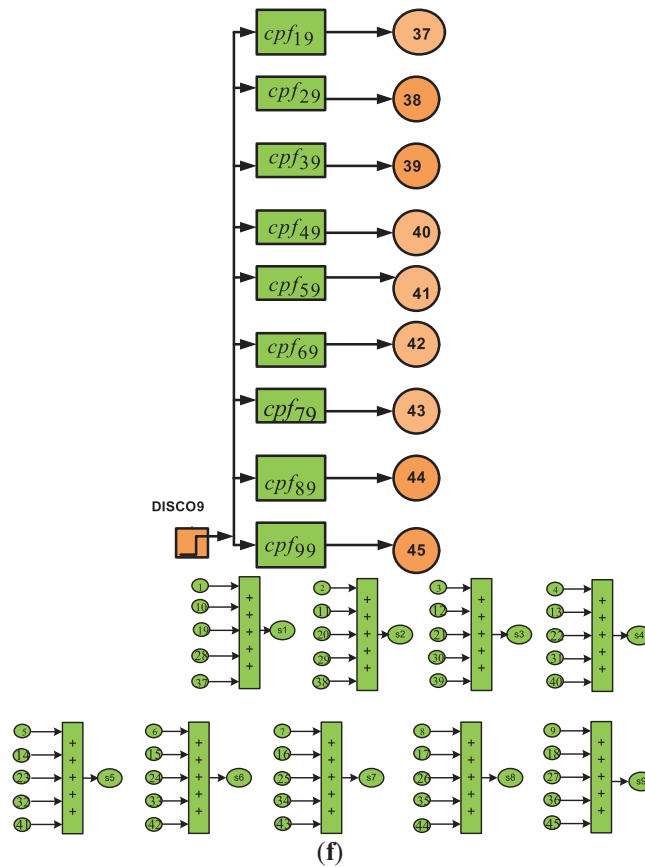 cpf19 37
cpf29 38
cpf39 39
cpf49 40
cpf59 41
cpf69 42
cpf79 43
cpf89 44
DISCO9
cpf99 45
1 10 19 28 37 + + + + s1
2 11 20 29 38 + + + + s2
3 12 21 30 39 + + + + s3
4 13 22 31 40 + + + + s4
5 14 23 32 41 + + + + s5
6 15 24 33 42 + + + + s6
7 16 25 34 43 + + + + s7
8 17 26 35 44 + + + + s8
9 18 27 36 45 + + + + s9
(f)